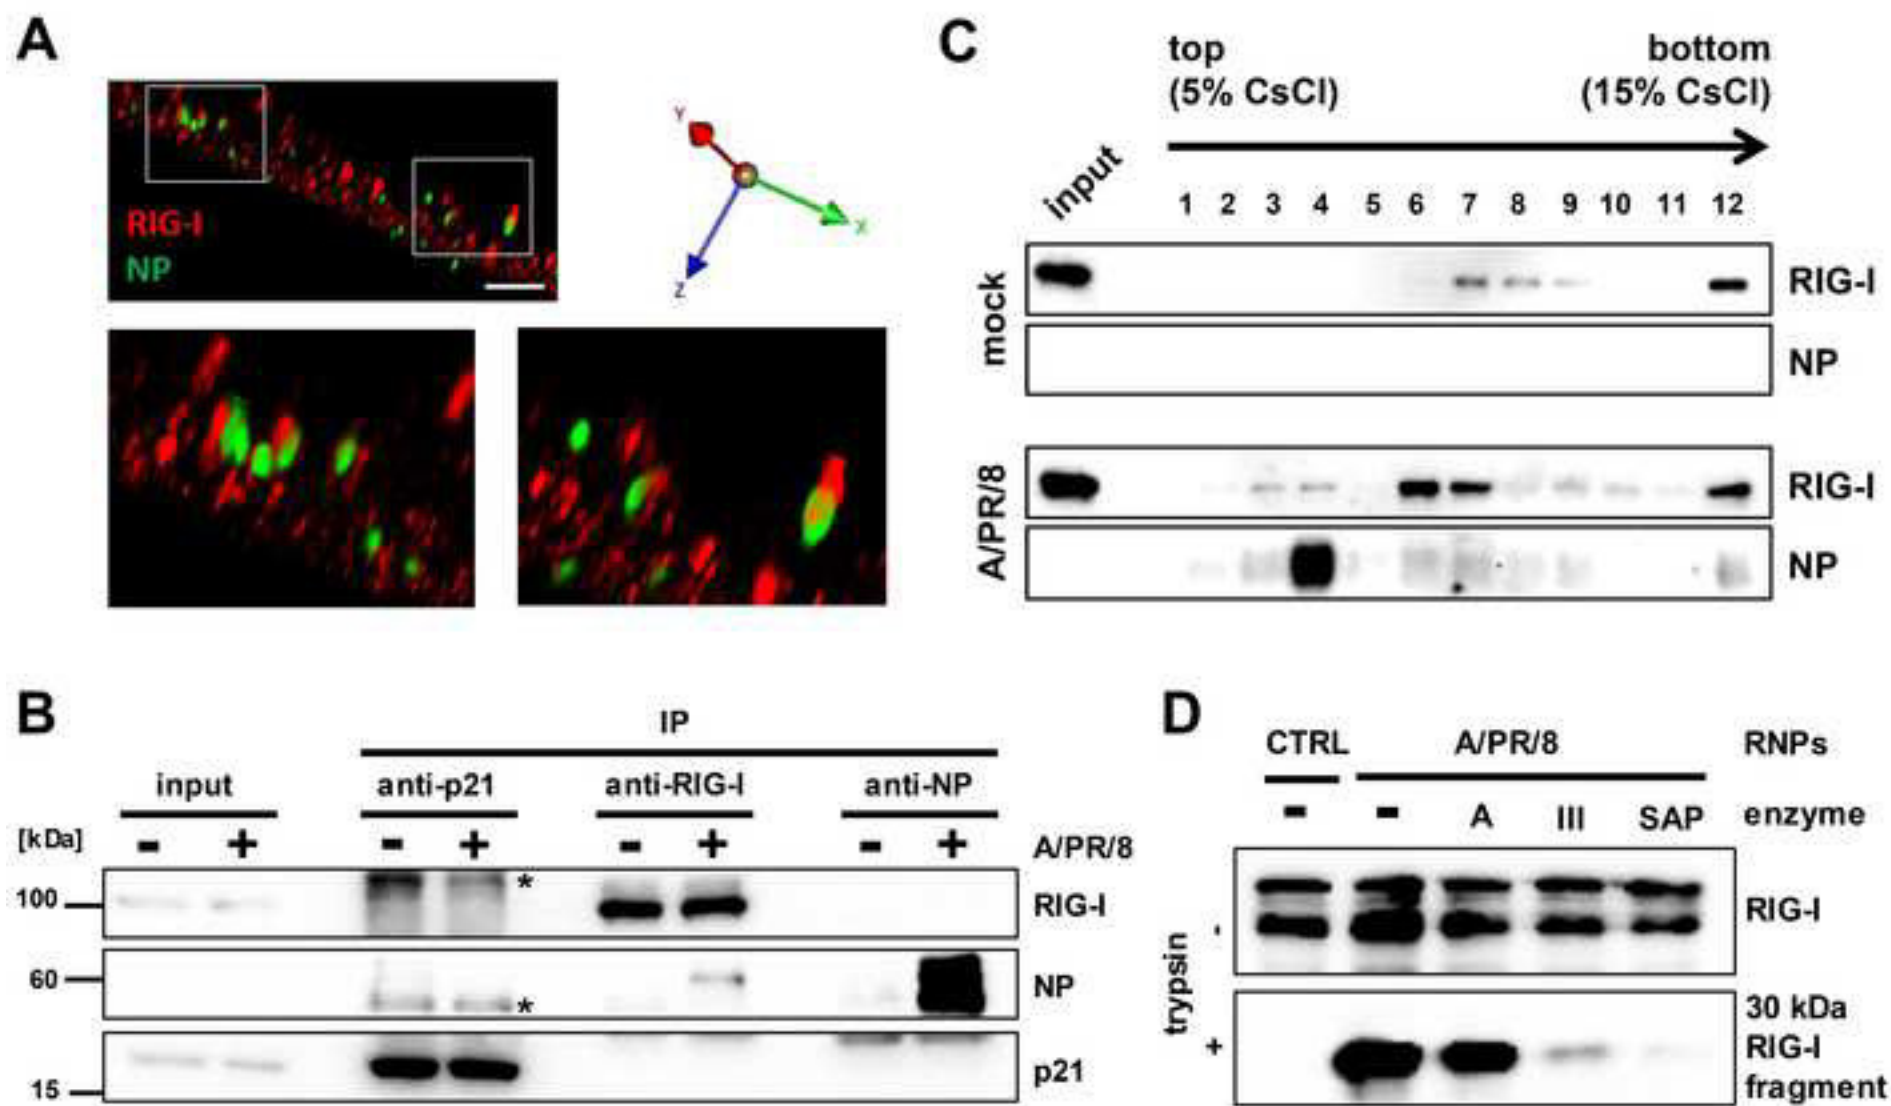 A
RIG-I
NP
Y
X
Z
C
top
(5% CsCl)
bottom
(15% CsCl)
input
1 2 3 4 5 6 7 8 9 10 11 12
mock
RIG-I
NP
A/PR/8
RIG-I
NP
B
IP
input
anti-p21
anti-RIG-I
anti-NP
[kDa]
- + - + - + - +
A/PR/8
100
*
RIG-I
60
*
NP
15
p21
D
CTRL
A/PR/8
RNPs
- - A III SAP
enzyme
trypsin
-
RIG-I
+
30 kDa
RIG-I
fragment